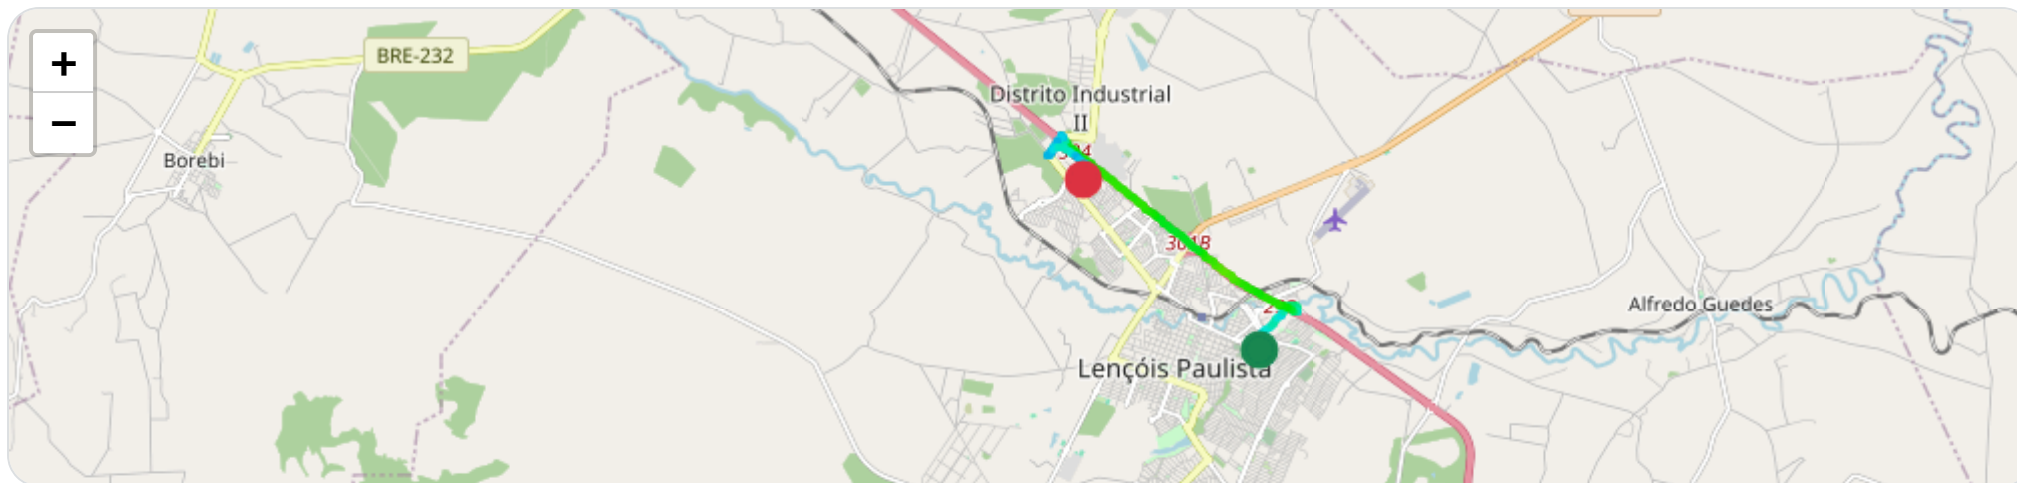 +
−
BRE-232
Borebi
Distrito Industrial
II
Lençóis Paulista
Alfredo Guedes